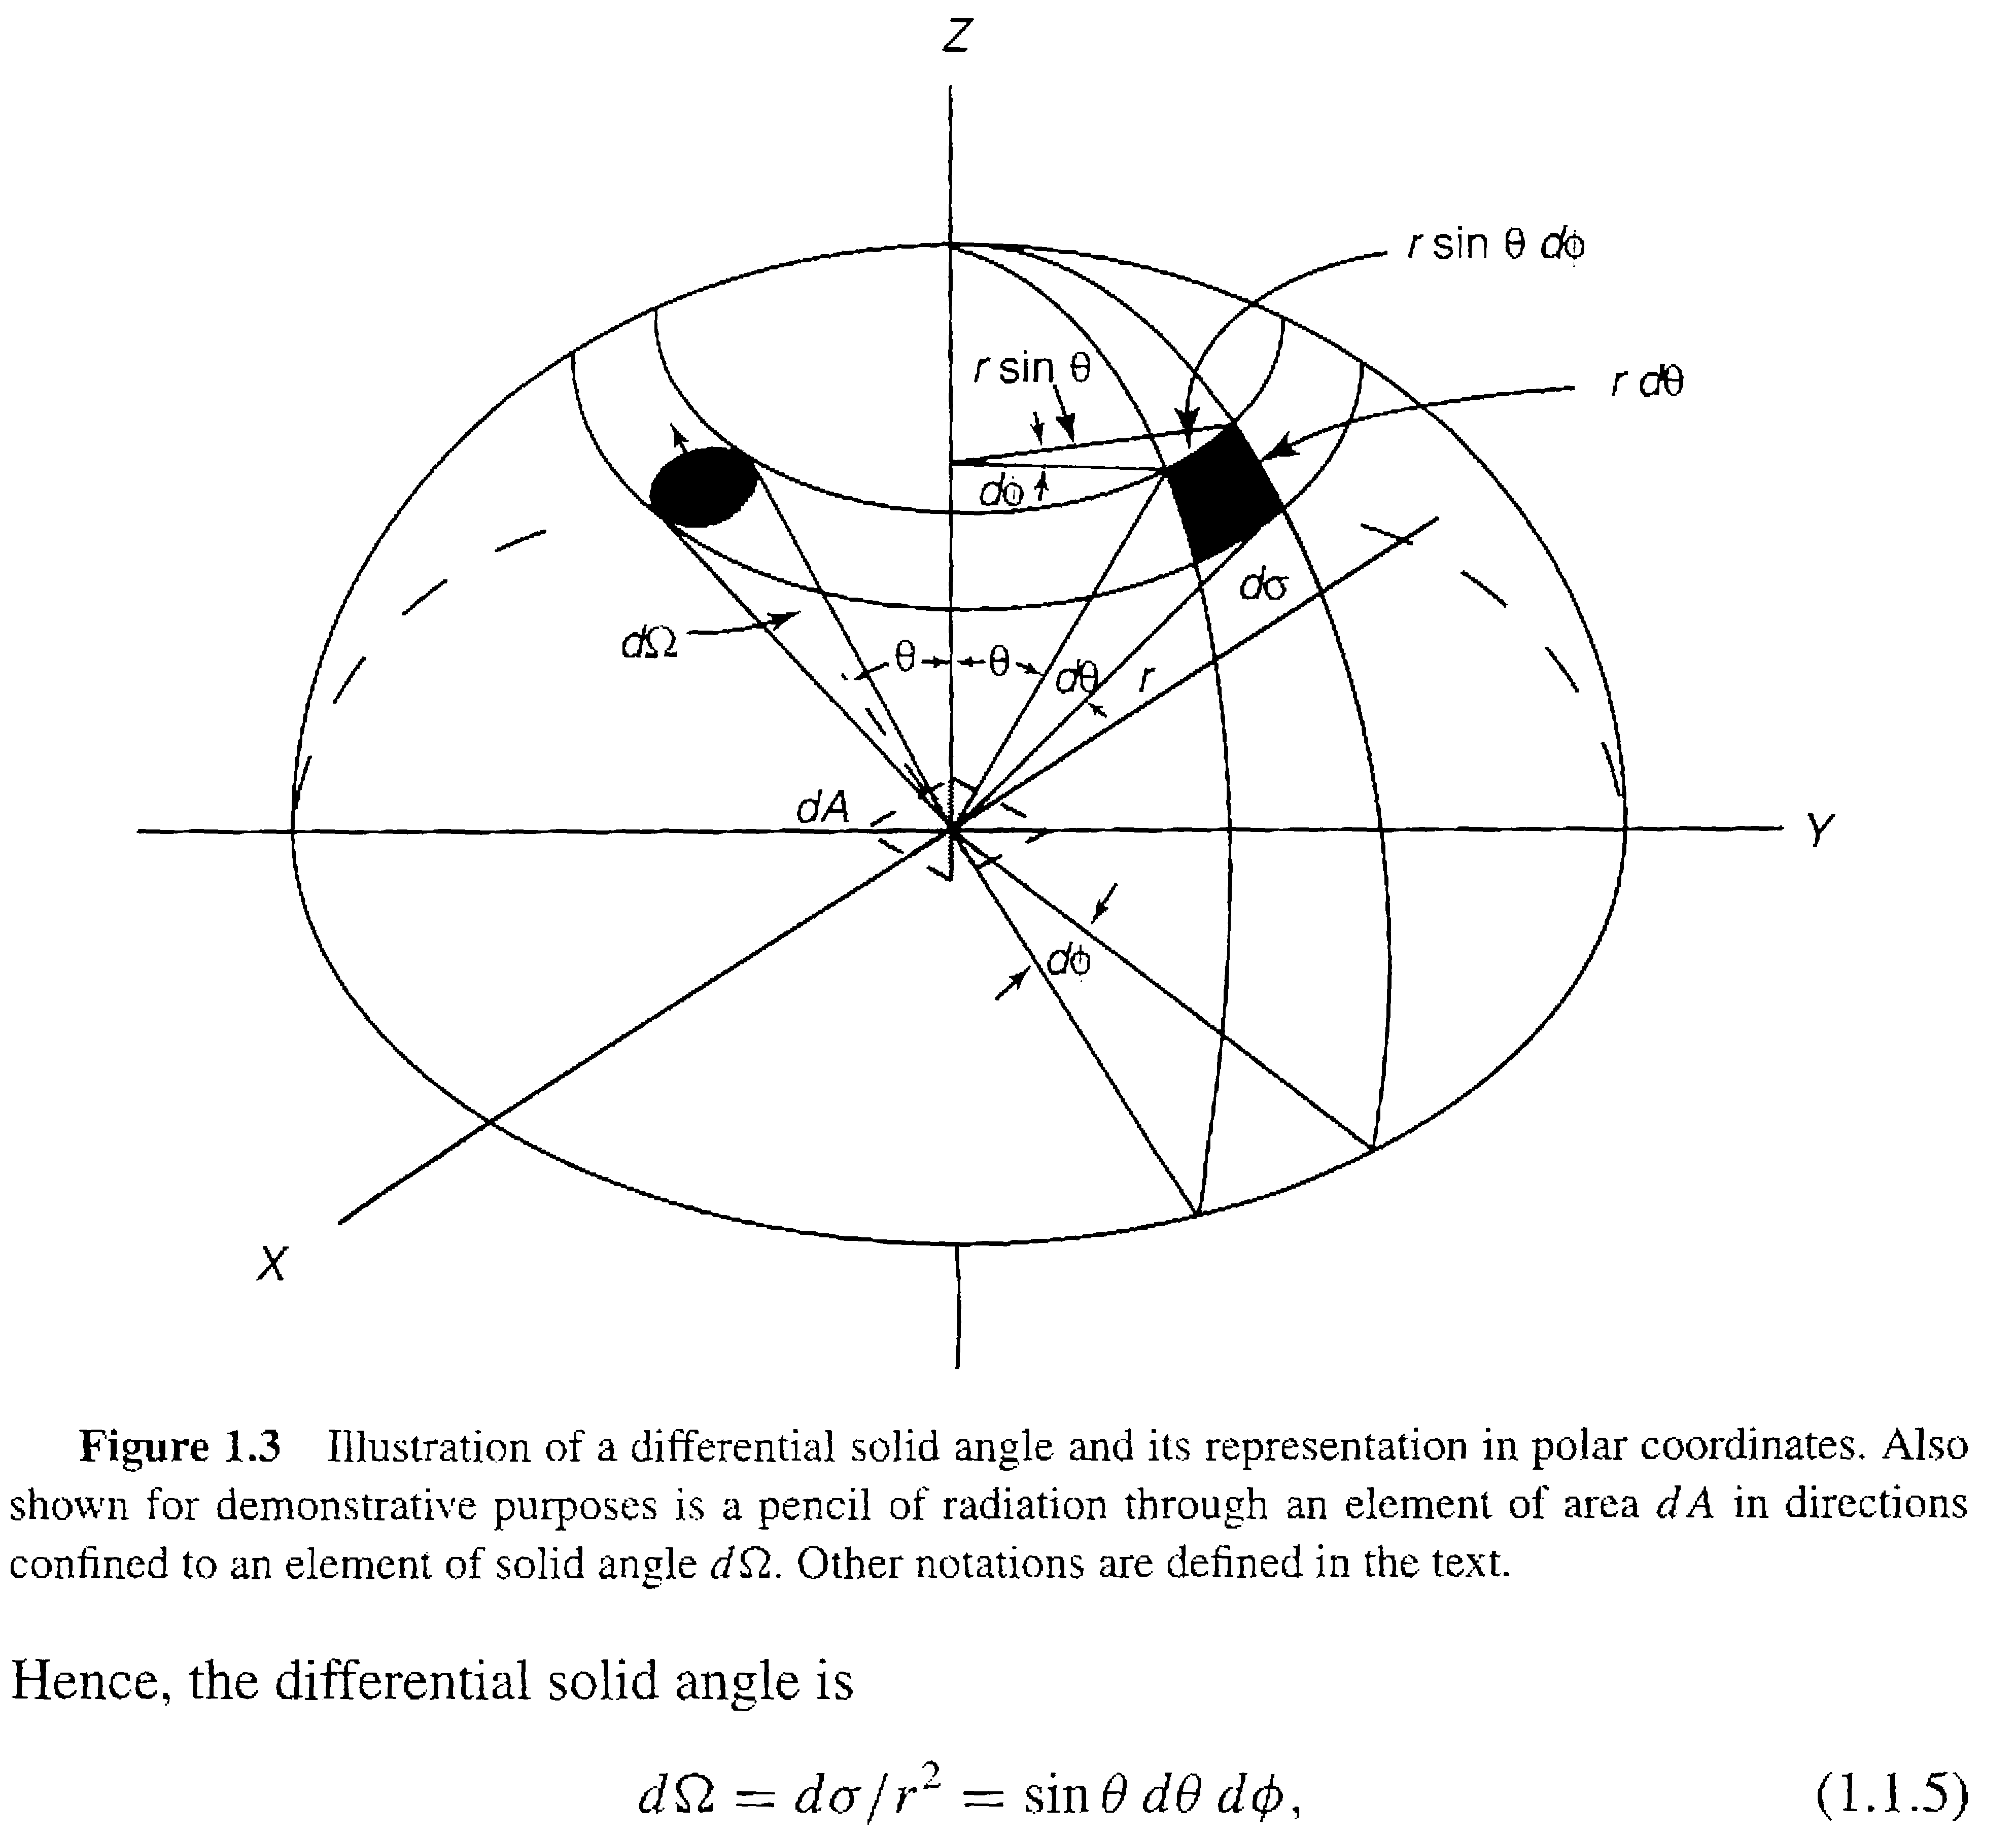 Z
r sin θ dϕ
r sin θ
r dθ
dϕ
dσ
dΩ
θ
θ
dθ
r
dA
Y
dϕ
X
Figure 1.3 Illustration of a differential solid angle and its representation in polar coordinates. Also
shown for demonstrative purposes is a pencil of radiation through an element of area dA in directions
confined to an element of solid angle dΩ. Other notations are defined in the text.
Hence, the differential solid angle is
dΩ = dσ/r² = sin θ dθ dϕ, (1.1.5)